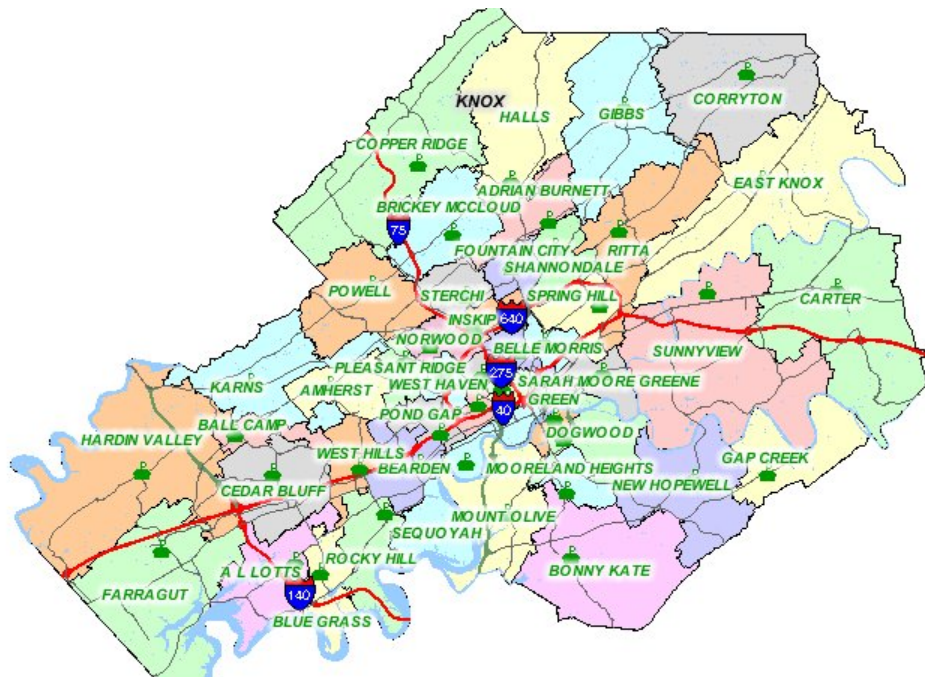 CORRYTON
KNOX
HALLS
GIBBS
COPPER RIDGE
EAST KNOX
ADRIAN BURNETT
BRICKEY MCCLOUD
75
FOUNTAIN CITY
RITTA
SHANNONDALE
POWELL
STERCHI
SPRING HILL
CARTER
INSKIP
640
NORWOOD
BELLE MORRIS
SUNNYVIEW
PLEASANT RIDGE
275
KARNS
AMHERST
WEST HAVEN
SARAH MOORE GREENE
GREEN
POND GAP
40
BALL CAMP
DOGWOOD
HARDIN VALLEY
WEST HILLS
BEARDEN
MOORELAND HEIGHTS
GAP CREEK
CEDAR BLUFF
NEW HOPEWELL
MOUNT OLIVE
SEQUOYAH
ROCKY HILL
A L LOTTS
BONNY KATE
FARRAGUT
140
BLUE GRASS